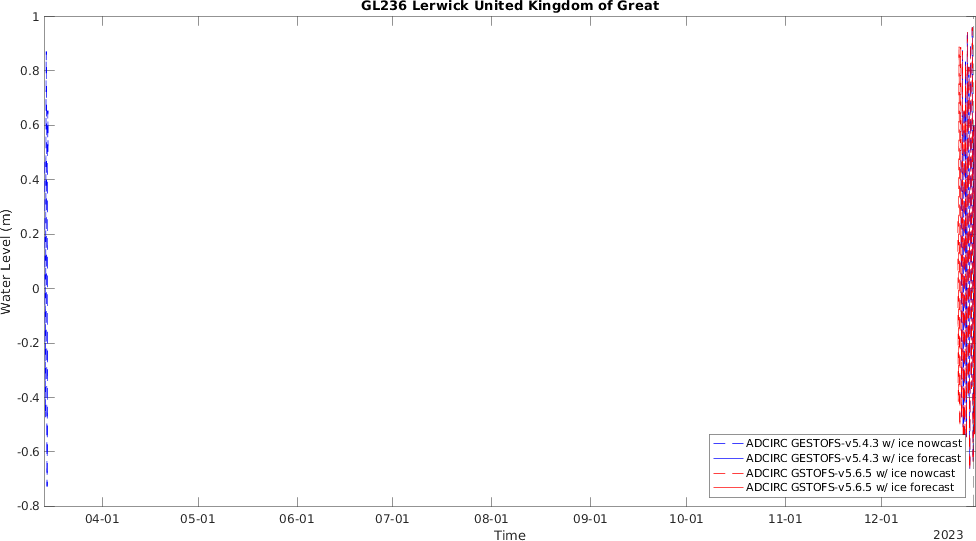 GL236 Lerwick United Kingdom of Great
1
0.8
0.6
0.4
0.2
0
-0.2
-0.4
-0.6
-0.8
Water Level (m)
ADCIRC GESTOFS-v5.4.3 w/ ice nowcast
ADCIRC GESTOFS-v5.4.3 w/ ice forecast
ADCIRC GSTOFS-v5.6.5 w/ ice nowcast
ADCIRC GSTOFS-v5.6.5 w/ ice forecast
04-01 05-01 06-01 07-01 08-01 09-01 10-01 11-01 12-01
Time
2023